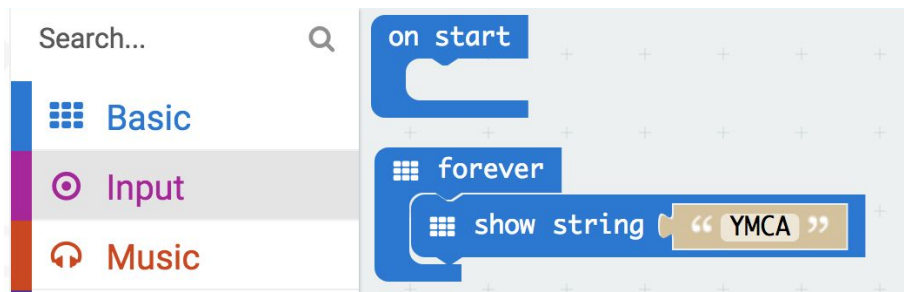 Search...
Basic
Input
Music
on start
forever
show string “ YMCA ”